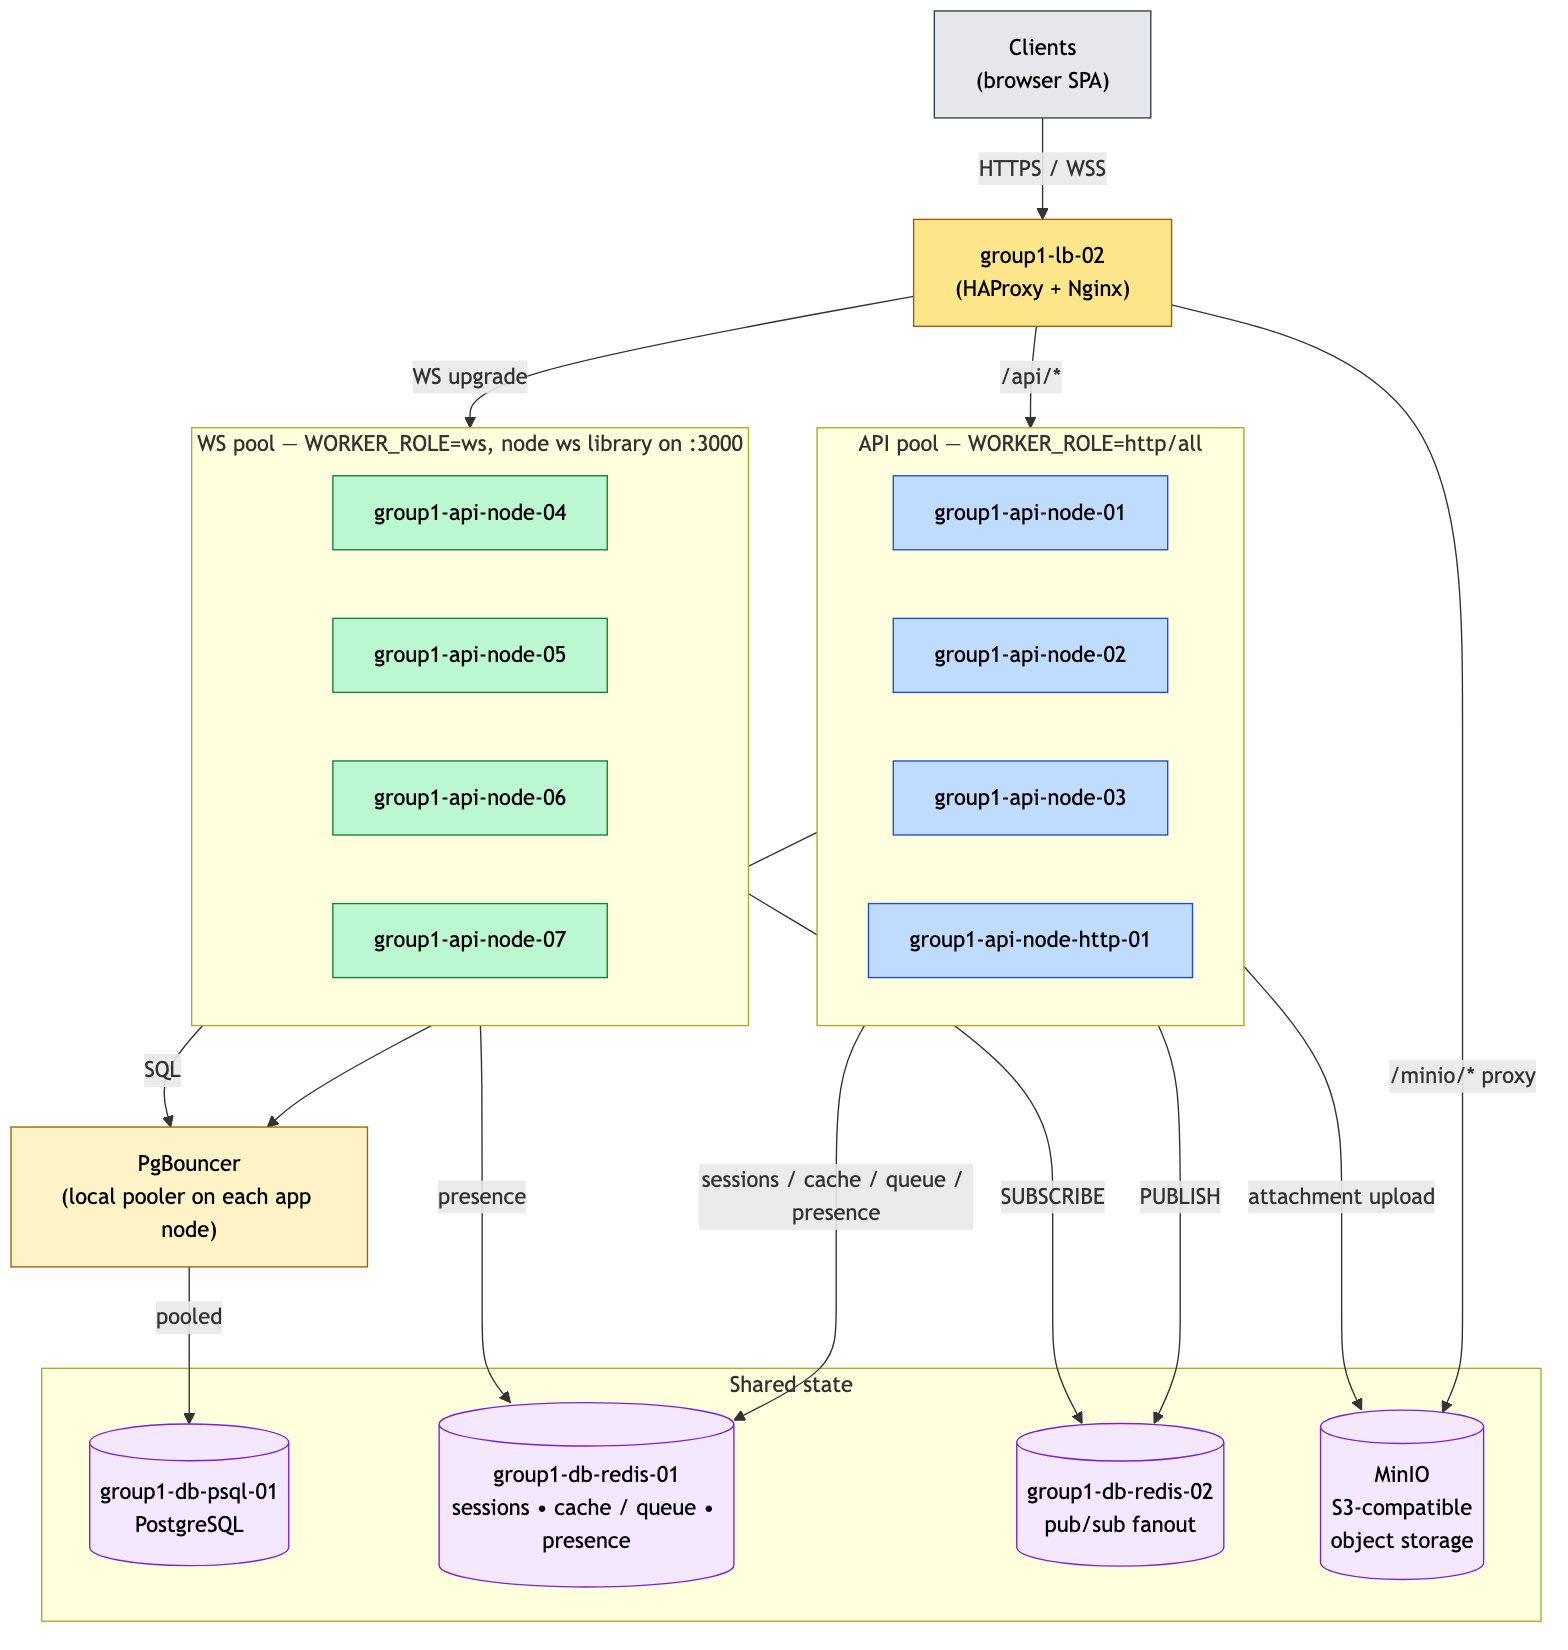 Clients
(browser SPA)
HTTPS / WSS
group1-lb-02
(HAProxy + Nginx)
WS upgrade
/api/*
WS pool — WORKER_ROLE=ws, node ws library on :3000
API pool — WORKER_ROLE=http/all
group1-api-node-04
group1-api-node-01
group1-api-node-05
group1-api-node-02
group1-api-node-06
group1-api-node-03
group1-api-node-07
group1-api-node-http-01
SQL
/minio/* proxy
PgBouncer
(local pooler on each app
node)
presence
sessions / cache / queue /
presence
SUBSCRIBE
PUBLISH
attachment upload
pooled
Shared state
group1-db-psql-01
PostgreSQL
group1-db-redis-01
sessions • cache / queue •
presence
group1-db-redis-02
pub/sub fanout
MinIO
S3-compatible
object storage